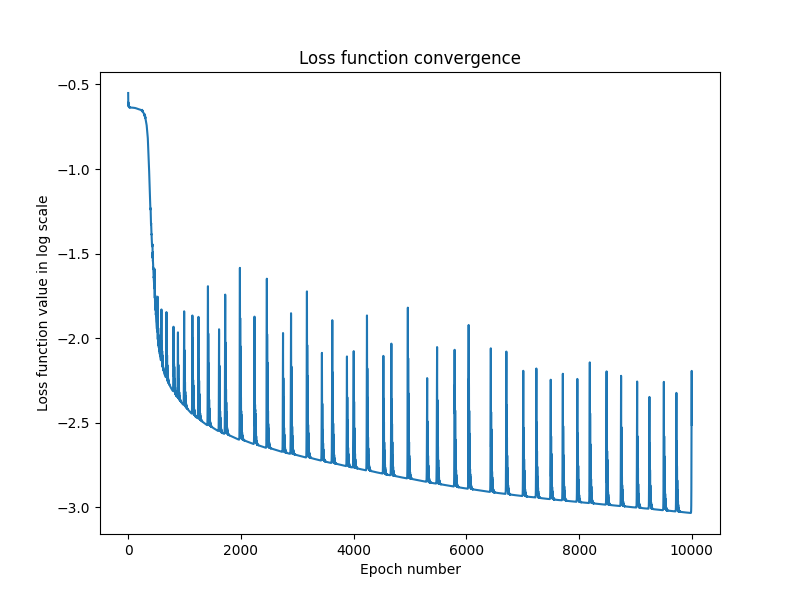 Loss function convergence
−0.5
−1.0
−1.5
−2.0
−2.5
−3.0
Loss function value in log scale
0 2000 4000 6000 8000 10000
Epoch number